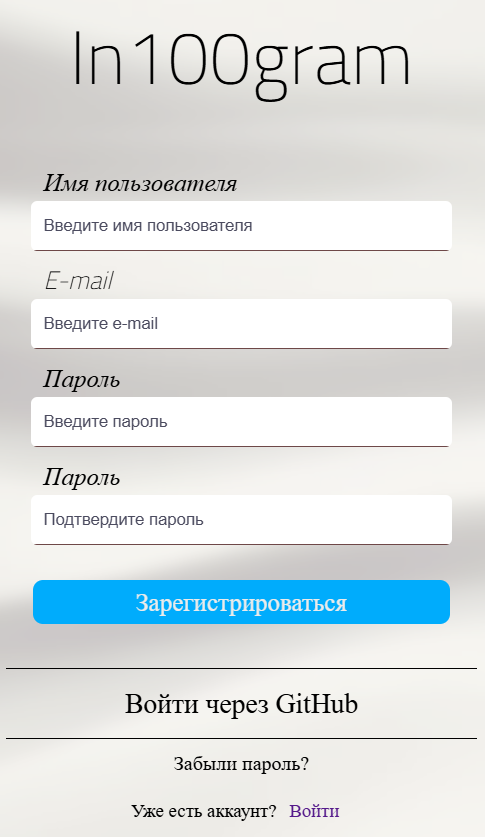 In100gram
Имя пользователя
Введите имя пользователя
E-mail
Введите e-mail
Пароль
Введите пароль
Пароль
Подтвердите пароль
Зарегистрироваться
Войти через GitHub
Забыли пароль?
Уже есть аккаунт? Войти